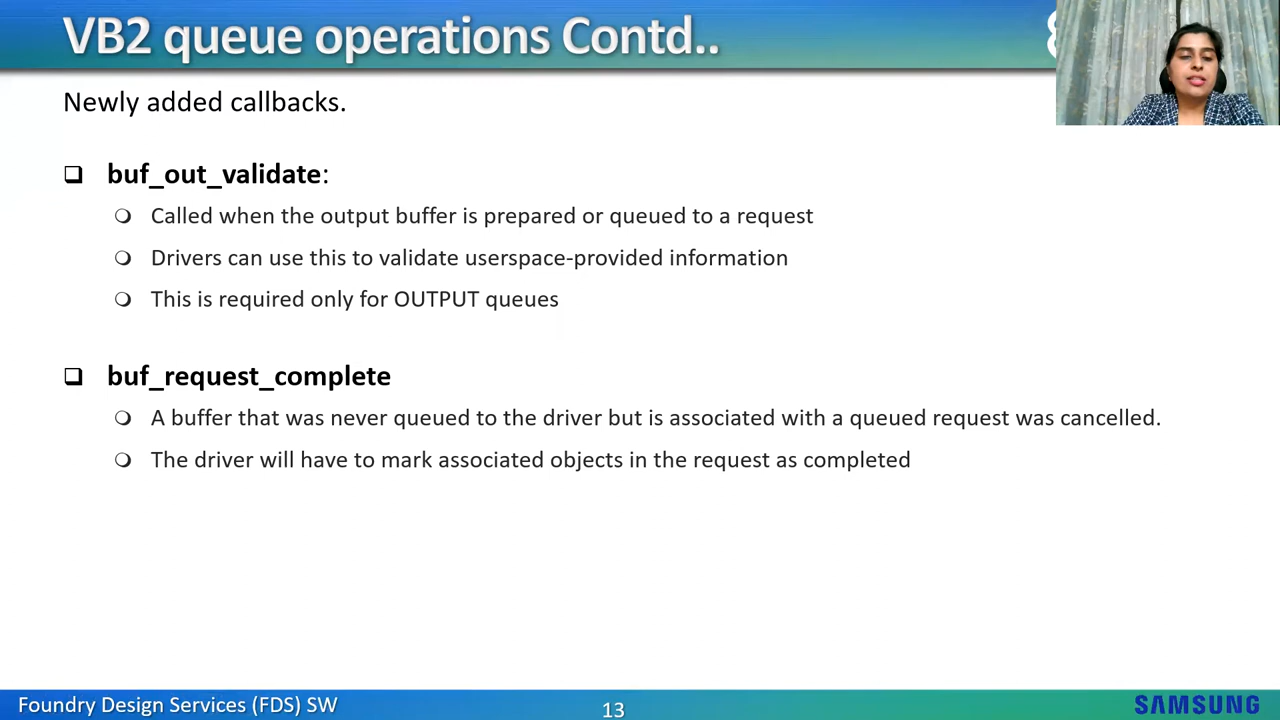 VB2 queue operations Contd..
Newly added callbacks.
buf_out_validate:
Called when the output buffer is prepared or queued to a request
Drivers can use this to validate userspace-provided information
This is required only for OUTPUT queues
buf_request_complete
A buffer that was never queued to the driver but is associated with a queued request was cancelled.
The driver will have to mark associated objects in the request as completed
Foundry Design Services (FDS) SW
13
SAMSUNG